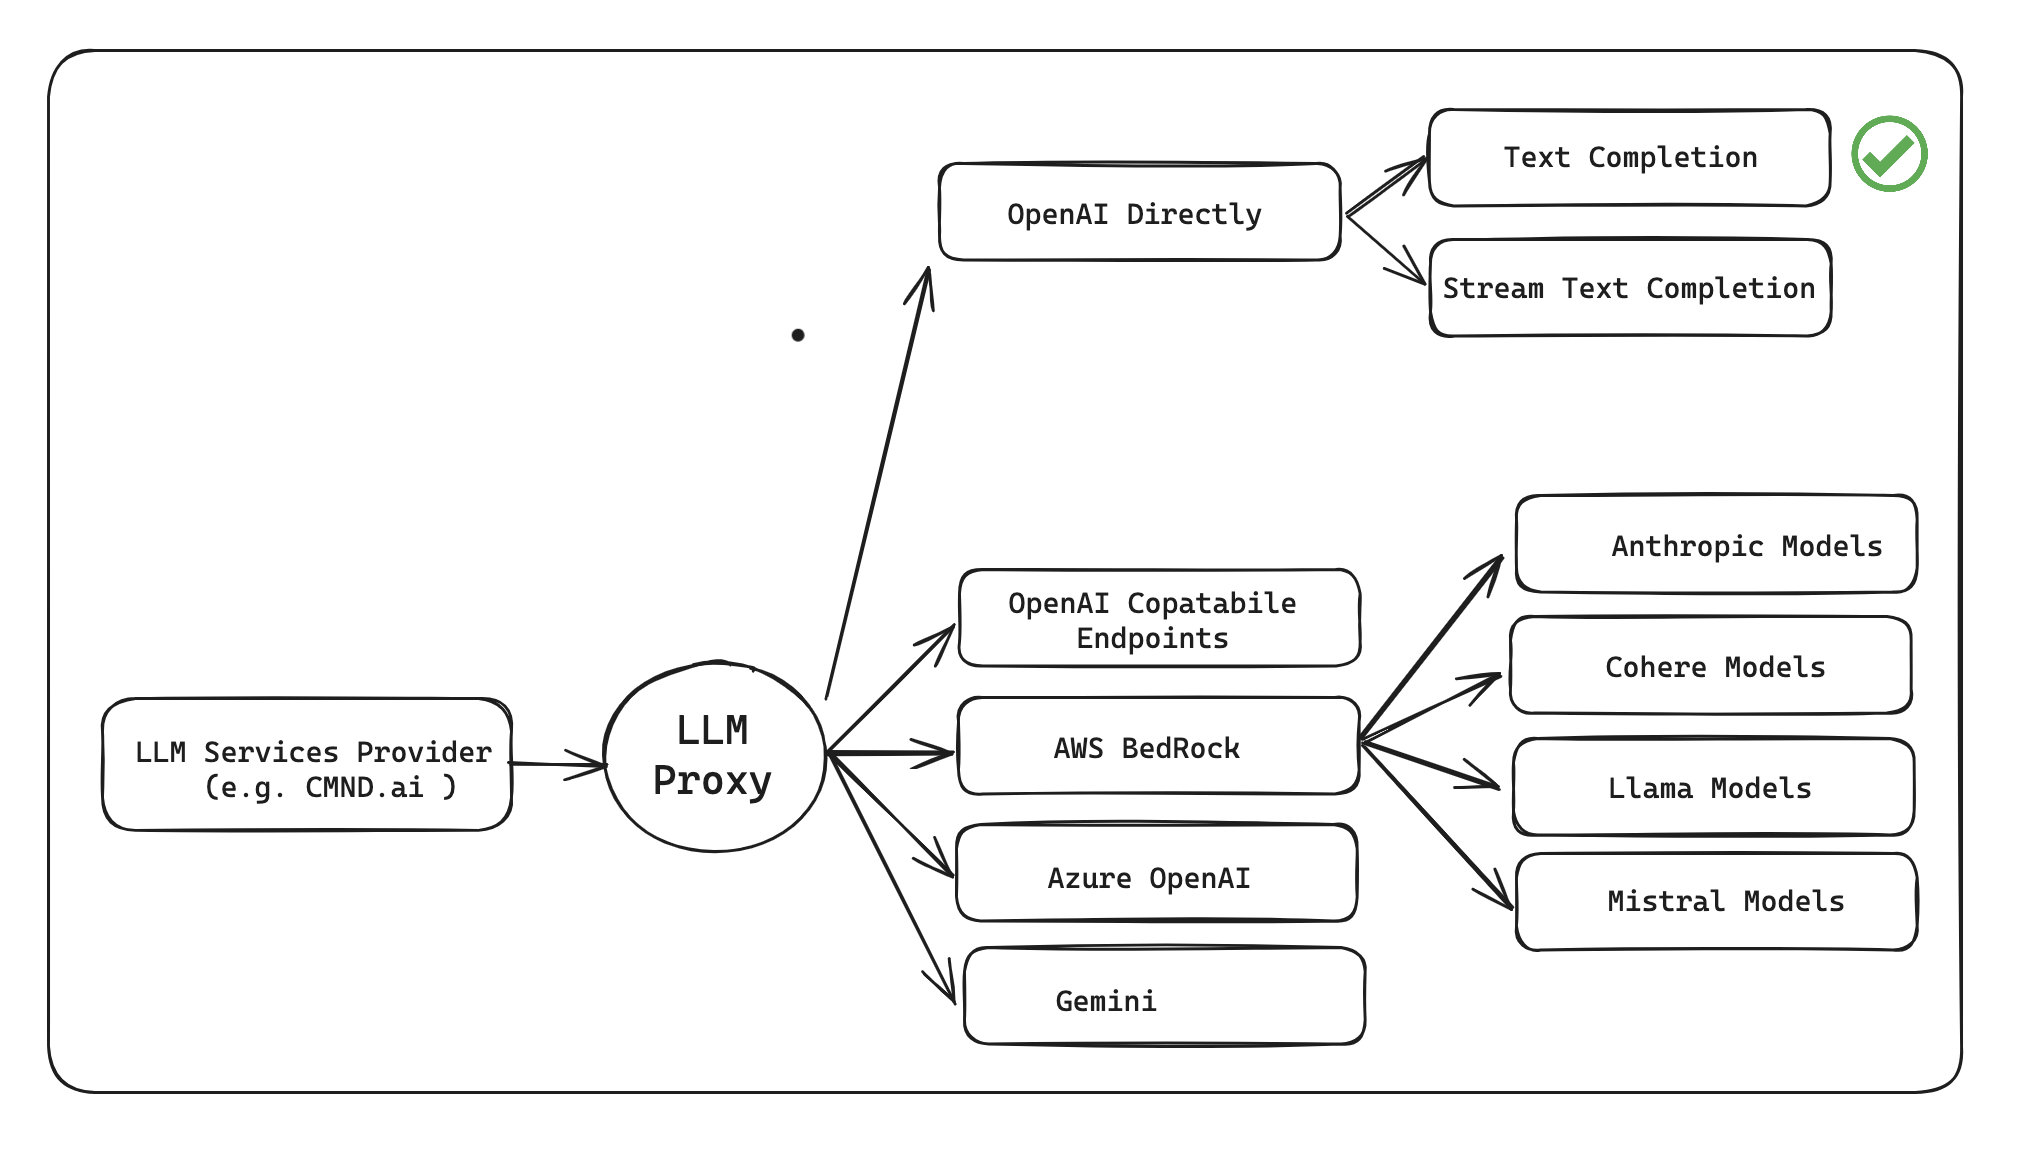 Text Completion
OpenAI Directly
Stream Text Completion
Anthropic Models
OpenAI Copatabile
Endpoints
Cohere Models
LLM
Proxy
LLM Services Provider
(e.g. CMND.ai )
AWS BedRock
Llama Models
Azure OpenAI
Mistral Models
Gemini